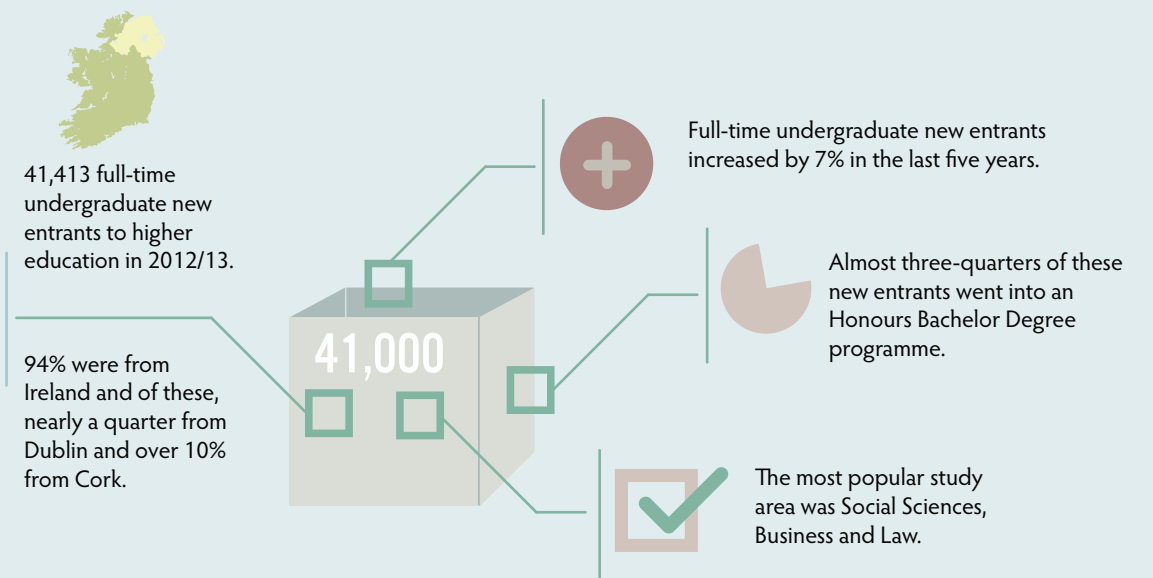 41,413 full-time
undergraduate new
entrants to higher
education in 2012/13.
94% were from
Ireland and of these,
nearly a quarter from
Dublin and over 10%
from Cork.
41,000
Full-time undergraduate new entrants
increased by 7% in the last five years.
Almost three-quarters of these
new entrants went into an
Honours Bachelor Degree
programme.
The most popular study
area was Social Sciences,
Business and Law.